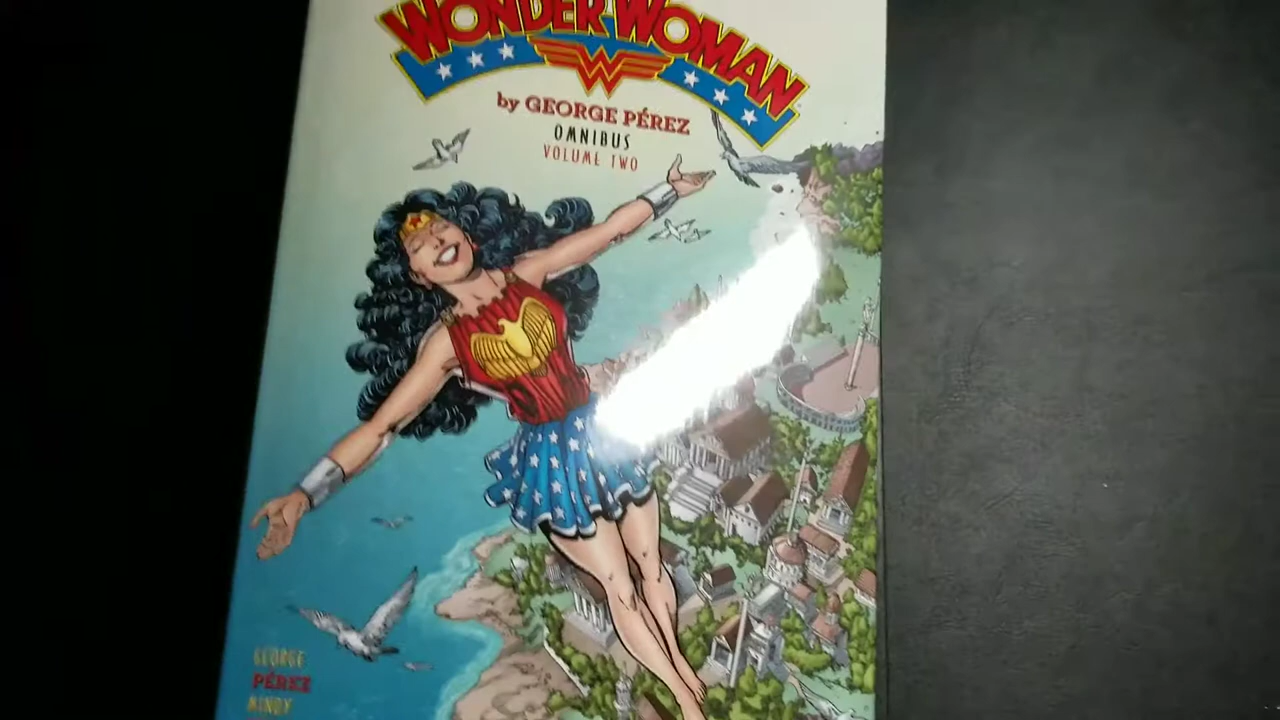 WONDER WOMAN
by GEORGE PÉREZ
OMNIBUS
VOLUME TWO
GEORGE
PÉREZ
MINDY